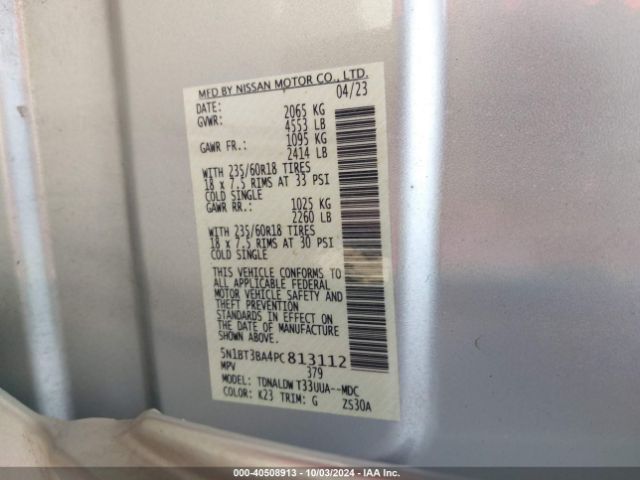 MFD BY NISSAN MOTOR CO., LTD.
DATE: 04/23
GVWR: 2065 KG
4553 LB
GAWR FR.: 1095 KG
2414 LB
WITH 235/60R18 TIRES
18 x 7.5 RIMS AT 33 PSI
COLD SINGLE
GAWR RR.: 1025 KG
2260 LB
WITH 235/60R18 TIRES
18 x 7.5 RIMS AT 30 PSI
COLD SINGLE
THIS VEHICLE CONFORMS TO
ALL APPLICABLE FEDERAL
MOTOR VEHICLE SAFETY AND
THEFT PREVENTION
STANDARDS IN EFFECT ON
THE DATE OF MANUFACTURE
SHOWN ABOVE.
5N1BT3BA4PC813112
MPV 379
MODEL: TDNALDW T33UUA--MDC
COLOR: K23 TRIM: G ZS30A
000-40508913 - 10/03/2024 - IAA Inc.